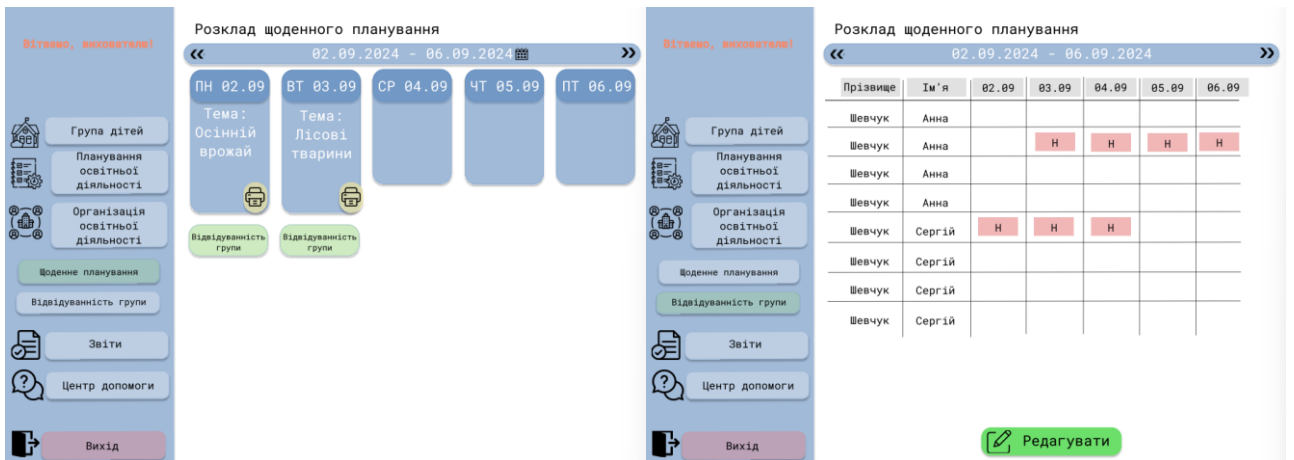 Вітаємо, вихователю!
Група дітей
Планування
освітньої
діяльності
Організація
освітньої
діяльності
Щоденне планування
Відвідуванність групи
Звіти
Центр допомоги
Вихід
Розклад щоденного планування
« 02.09.2024 - 06.09.2024 »
ПН 02.09 ВТ 03.09 СР 04.09 ЧТ 05.09 ПТ 06.09
Тема:
Осінній
врожай
Тема:
Лісові
тварини
Відвідуванність
групи
Відвідуванність
групи
Вітаємо, вихователю!
Група дітей
Планування
освітньої
діяльності
Організація
освітньої
діяльності
Щоденне планування
Відвідуванність групи
Звіти
Центр допомоги
Вихід
Розклад щоденного планування
« 02.09.2024 - 06.09.2024 »
Прізвище Ім'я 02.09 03.09 04.09 05.09 06.09
Шевчук Анна
Шевчук Анна Н Н Н Н
Шевчук Анна
Шевчук Анна
Шевчук Сергій Н Н Н
Шевчук Сергій
Шевчук Сергій
Шевчук Сергій
Редагувати